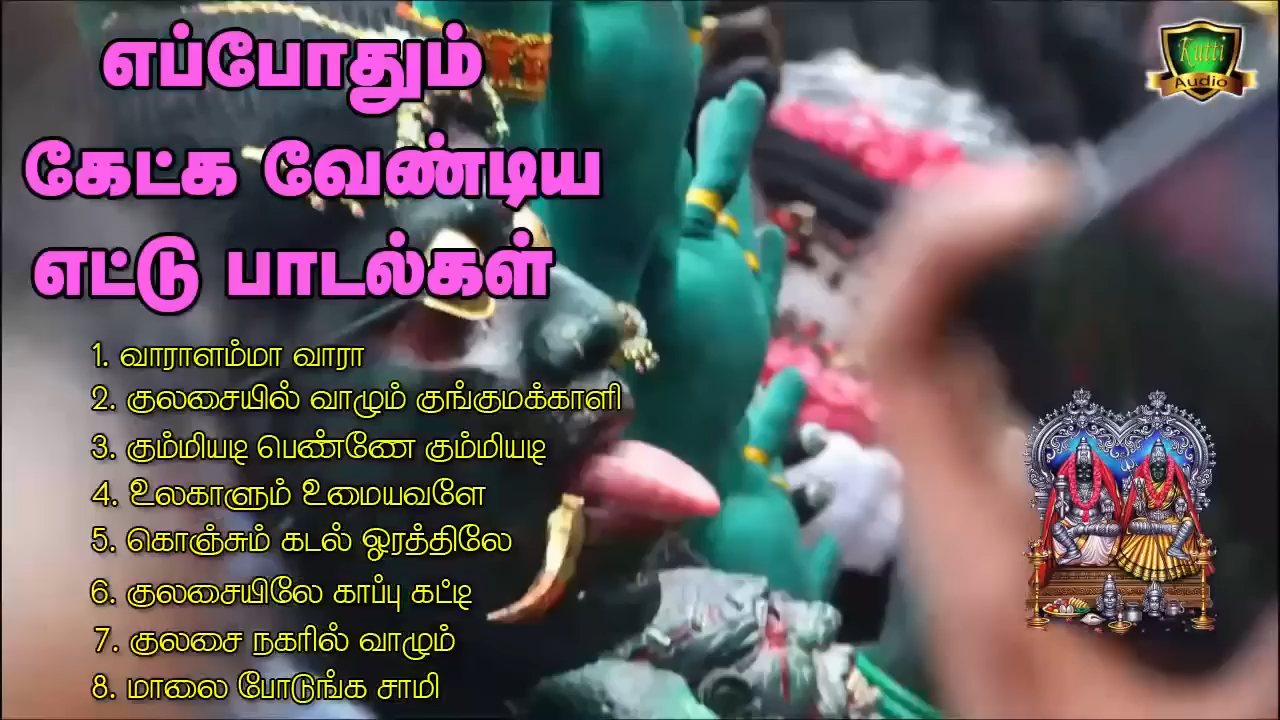 எப்போதும்
கேட்க வேண்டிய
எட்டு பாடல்கள்
1. வாராளம்மா வாரா
2. குலசையில் வாழும் குங்குமக்காளி
3. கும்மியடி பெண்ணே கும்மியடி
4. உலகாளும் உமையவளே
5. கொஞ்சும் கடல் ஓரத்திலே
6. குலசையிலே காப்பு கட்டி
7. குலசை நகரில் வாழும்
8. மாலை போடுங்க சாமி
Kutti
Audio